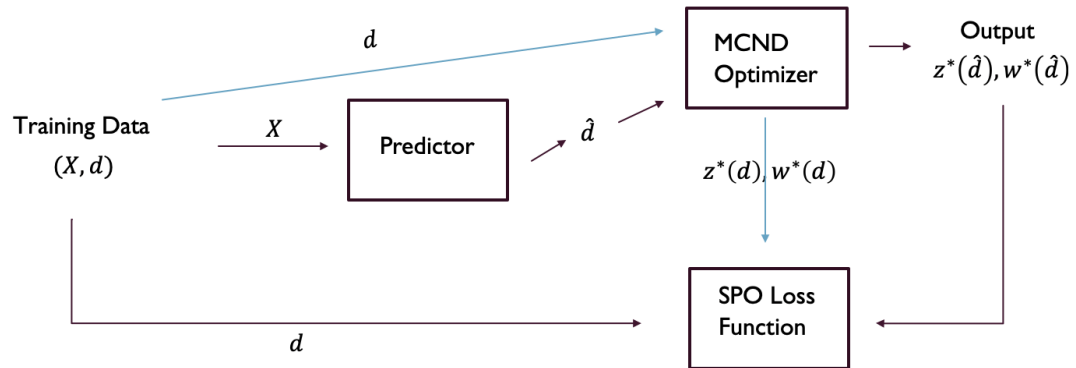 d
MCND
Optimizer
Output
z*(d̂), w*(d̂)
Training Data
(X, d)
X
Predictor
d̂
z*(d), w*(d)
SPO Loss
Function
d